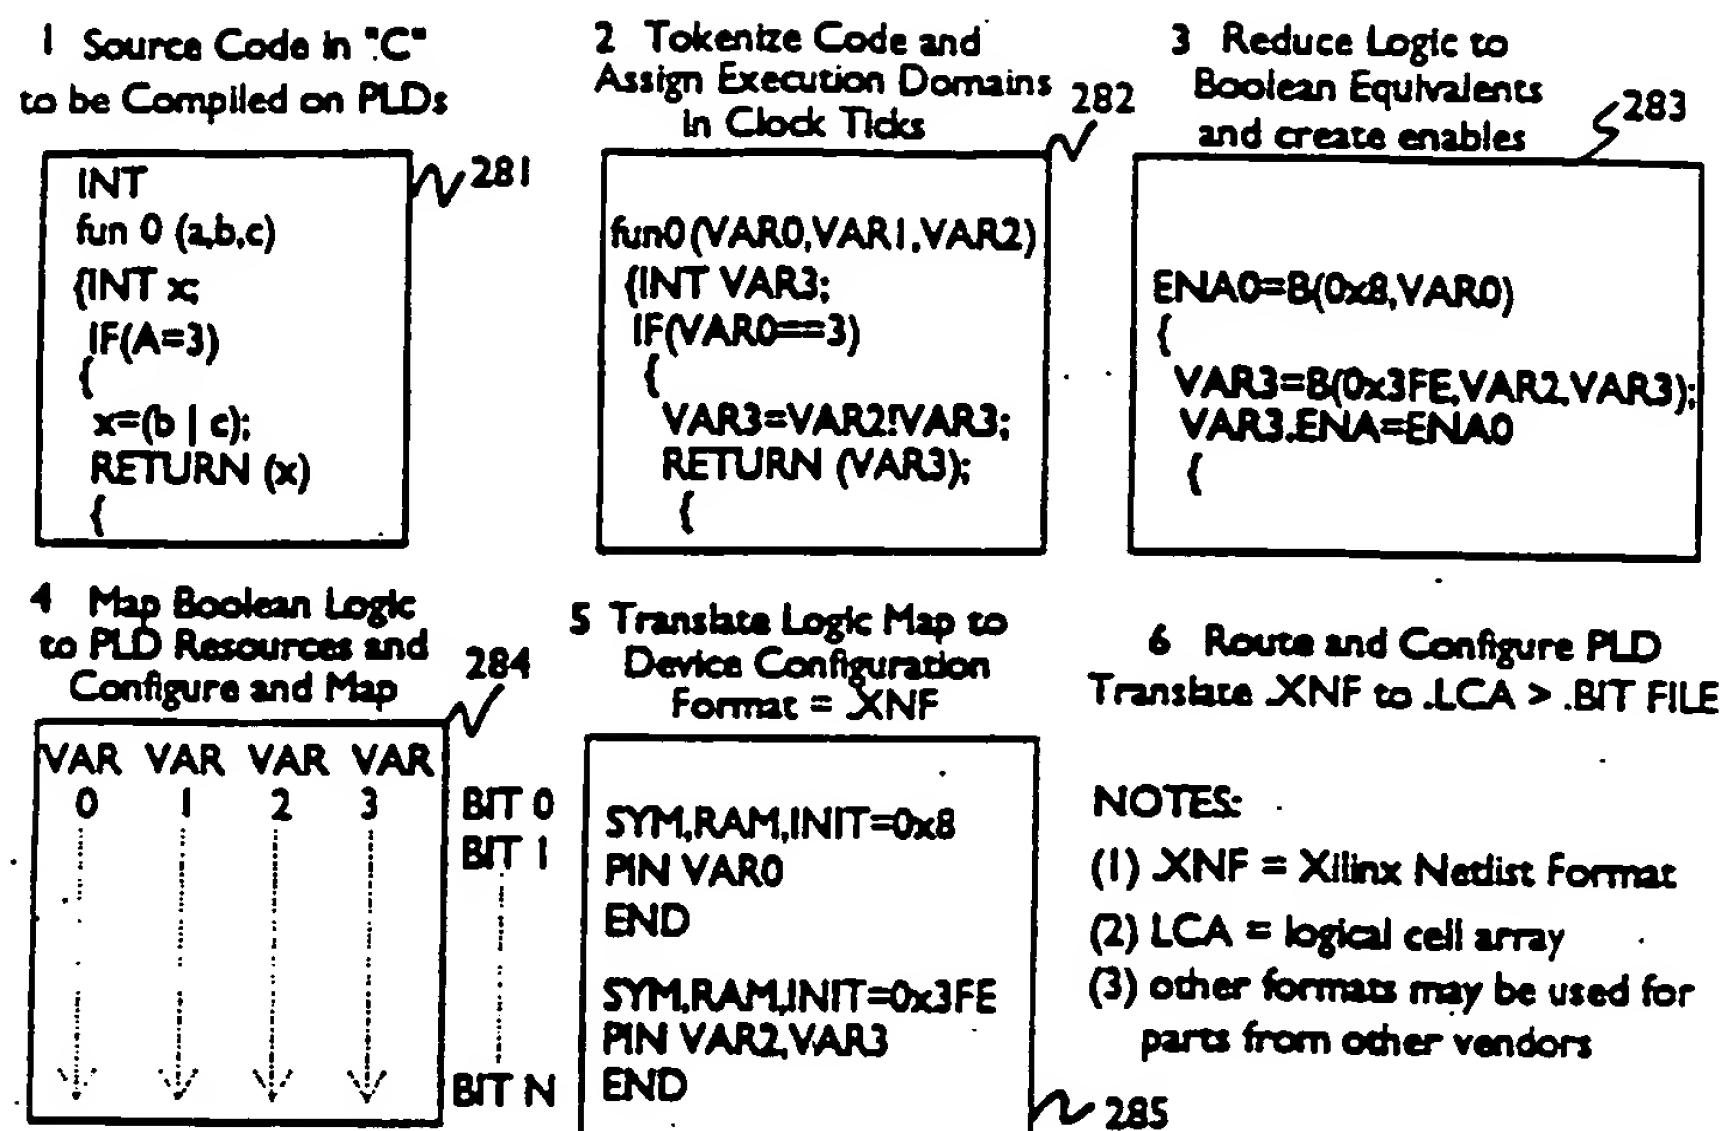 1 Source Code in "C"
to be Compiled on PLDs
281
INT
fun 0 (a,b,c)
{INT x;
IF(A=3)
{
x=(b | c);
RETURN (x)
{
2 Tokenize Code and
Assign Execution Domains
in Clock Ticks
282
fun0(VAR0,VAR1,VAR2)
{INT VAR3;
IF(VAR0==3)
{
VAR3=VAR2!VAR3;
RETURN (VAR3);
{
3 Reduce Logic to
Boolean Equivalents
and create enables
283
ENA0=B(0x8,VAR0)
{
VAR3=B(0x3FE,VAR2,VAR3);
VAR3.ENA=ENA0
{
4 Map Boolean Logic
to PLD Resources and
Configure and Map
284
VAR VAR VAR VAR
0 1 2 3
BIT 0
BIT 1
BIT N
5 Translate Logic Map to
Device Configuration
Format = .XNF
SYM,RAM,INIT=0x8
PIN VAR0
END
SYM,RAM,INIT=0x3FE
PIN VAR2,VAR3
END
285
6 Route and Configure PLD
Translate .XNF to .LCA > .BIT FILE
NOTES:
(1) .XNF = Xilinx Netlist Format
(2) LCA = logical cell array
(3) other formats may be used for
parts from other vendors